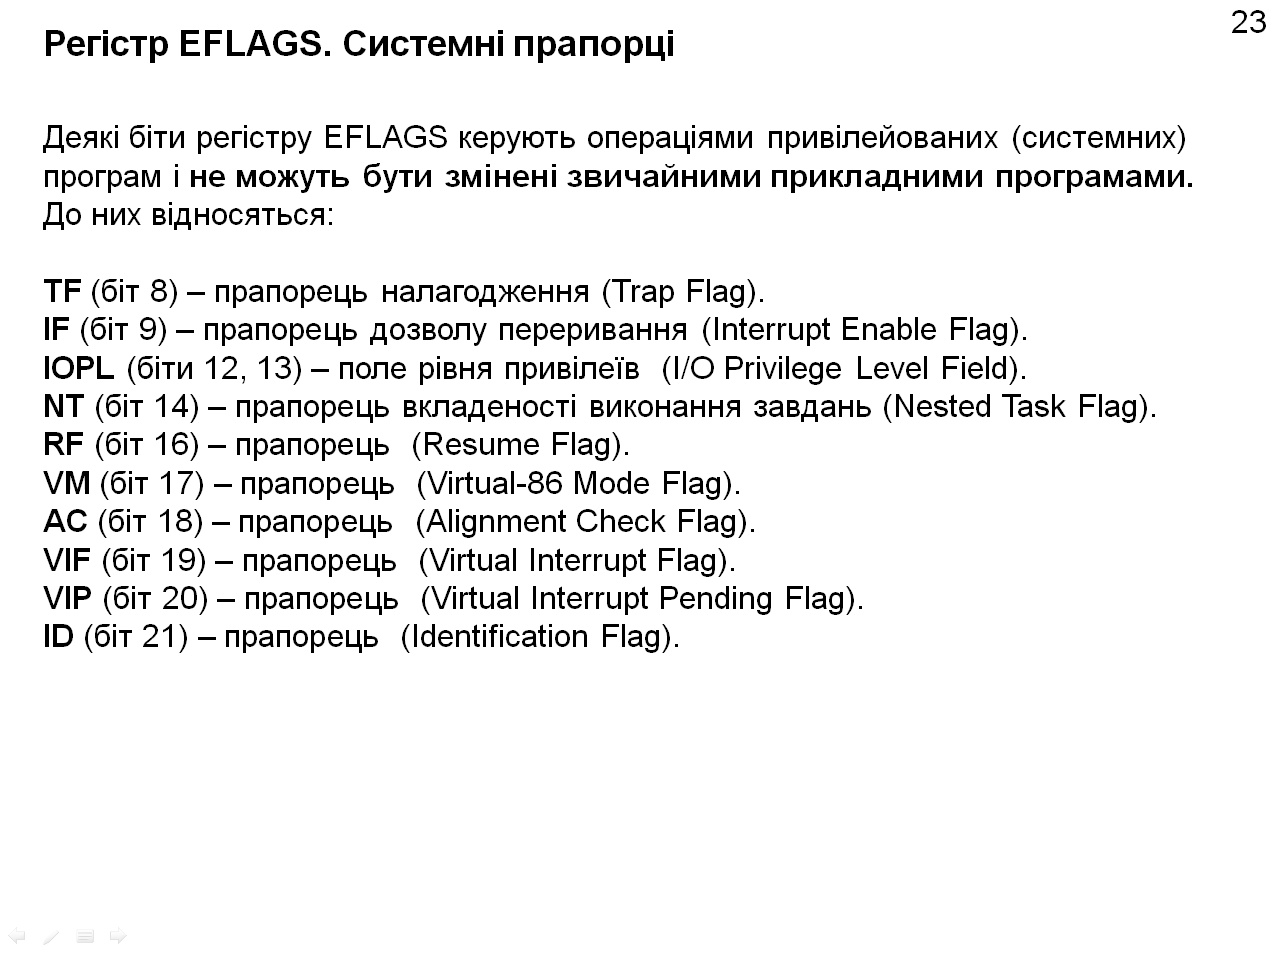 23
Регістр EFLAGS. Системні прапорці
Деякі біти регістру EFLAGS керують операціями привілейованих (системних)
програм і не можуть бути змінені звичайними прикладними програмами.
До них відносяться:
TF (біт 8) – прапорець налагодження (Trap Flag).
IF (біт 9) – прапорець дозволу переривання (Interrupt Enable Flag).
IOPL (біти 12, 13) – поле рівня привілеїв (I/O Privilege Level Field).
NT (біт 14) – прапорець вкладеності виконання завдань (Nested Task Flag).
RF (біт 16) – прапорець (Resume Flag).
VM (біт 17) – прапорець (Virtual-86 Mode Flag).
AC (біт 18) – прапорець (Alignment Check Flag).
VIF (біт 19) – прапорець (Virtual Interrupt Flag).
VIP (біт 20) – прапорець (Virtual Interrupt Pending Flag).
ID (біт 21) – прапорець (Identification Flag).